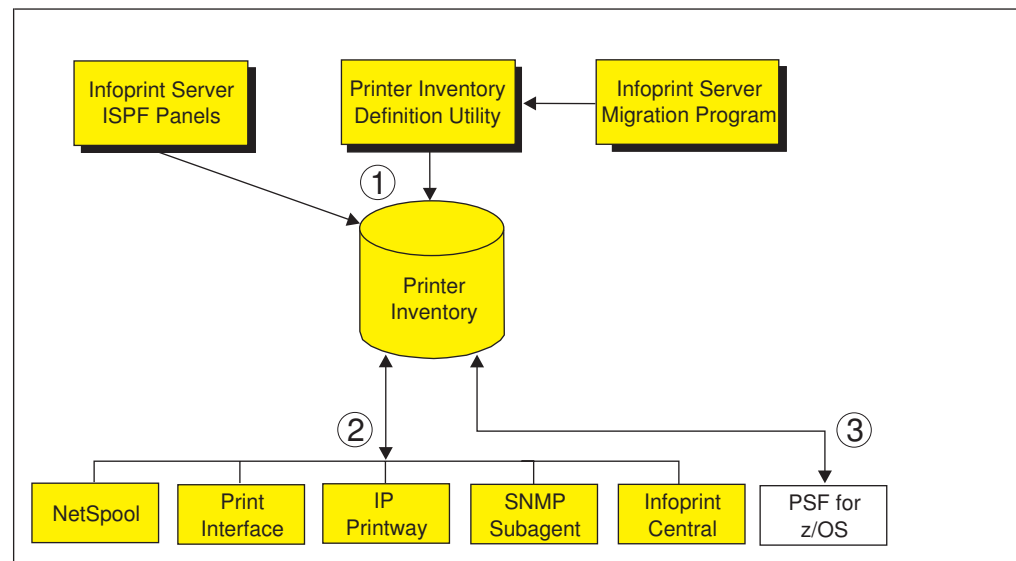 Infoprint Server
ISPF Panels
Printer Inventory
Definition Utility
Infoprint Server
Migration Program
1
Printer
Inventory
2
3
NetSpool
Print
Interface
IP
Printway
SNMP
Subagent
Infoprint
Central
PSF for
z/OS